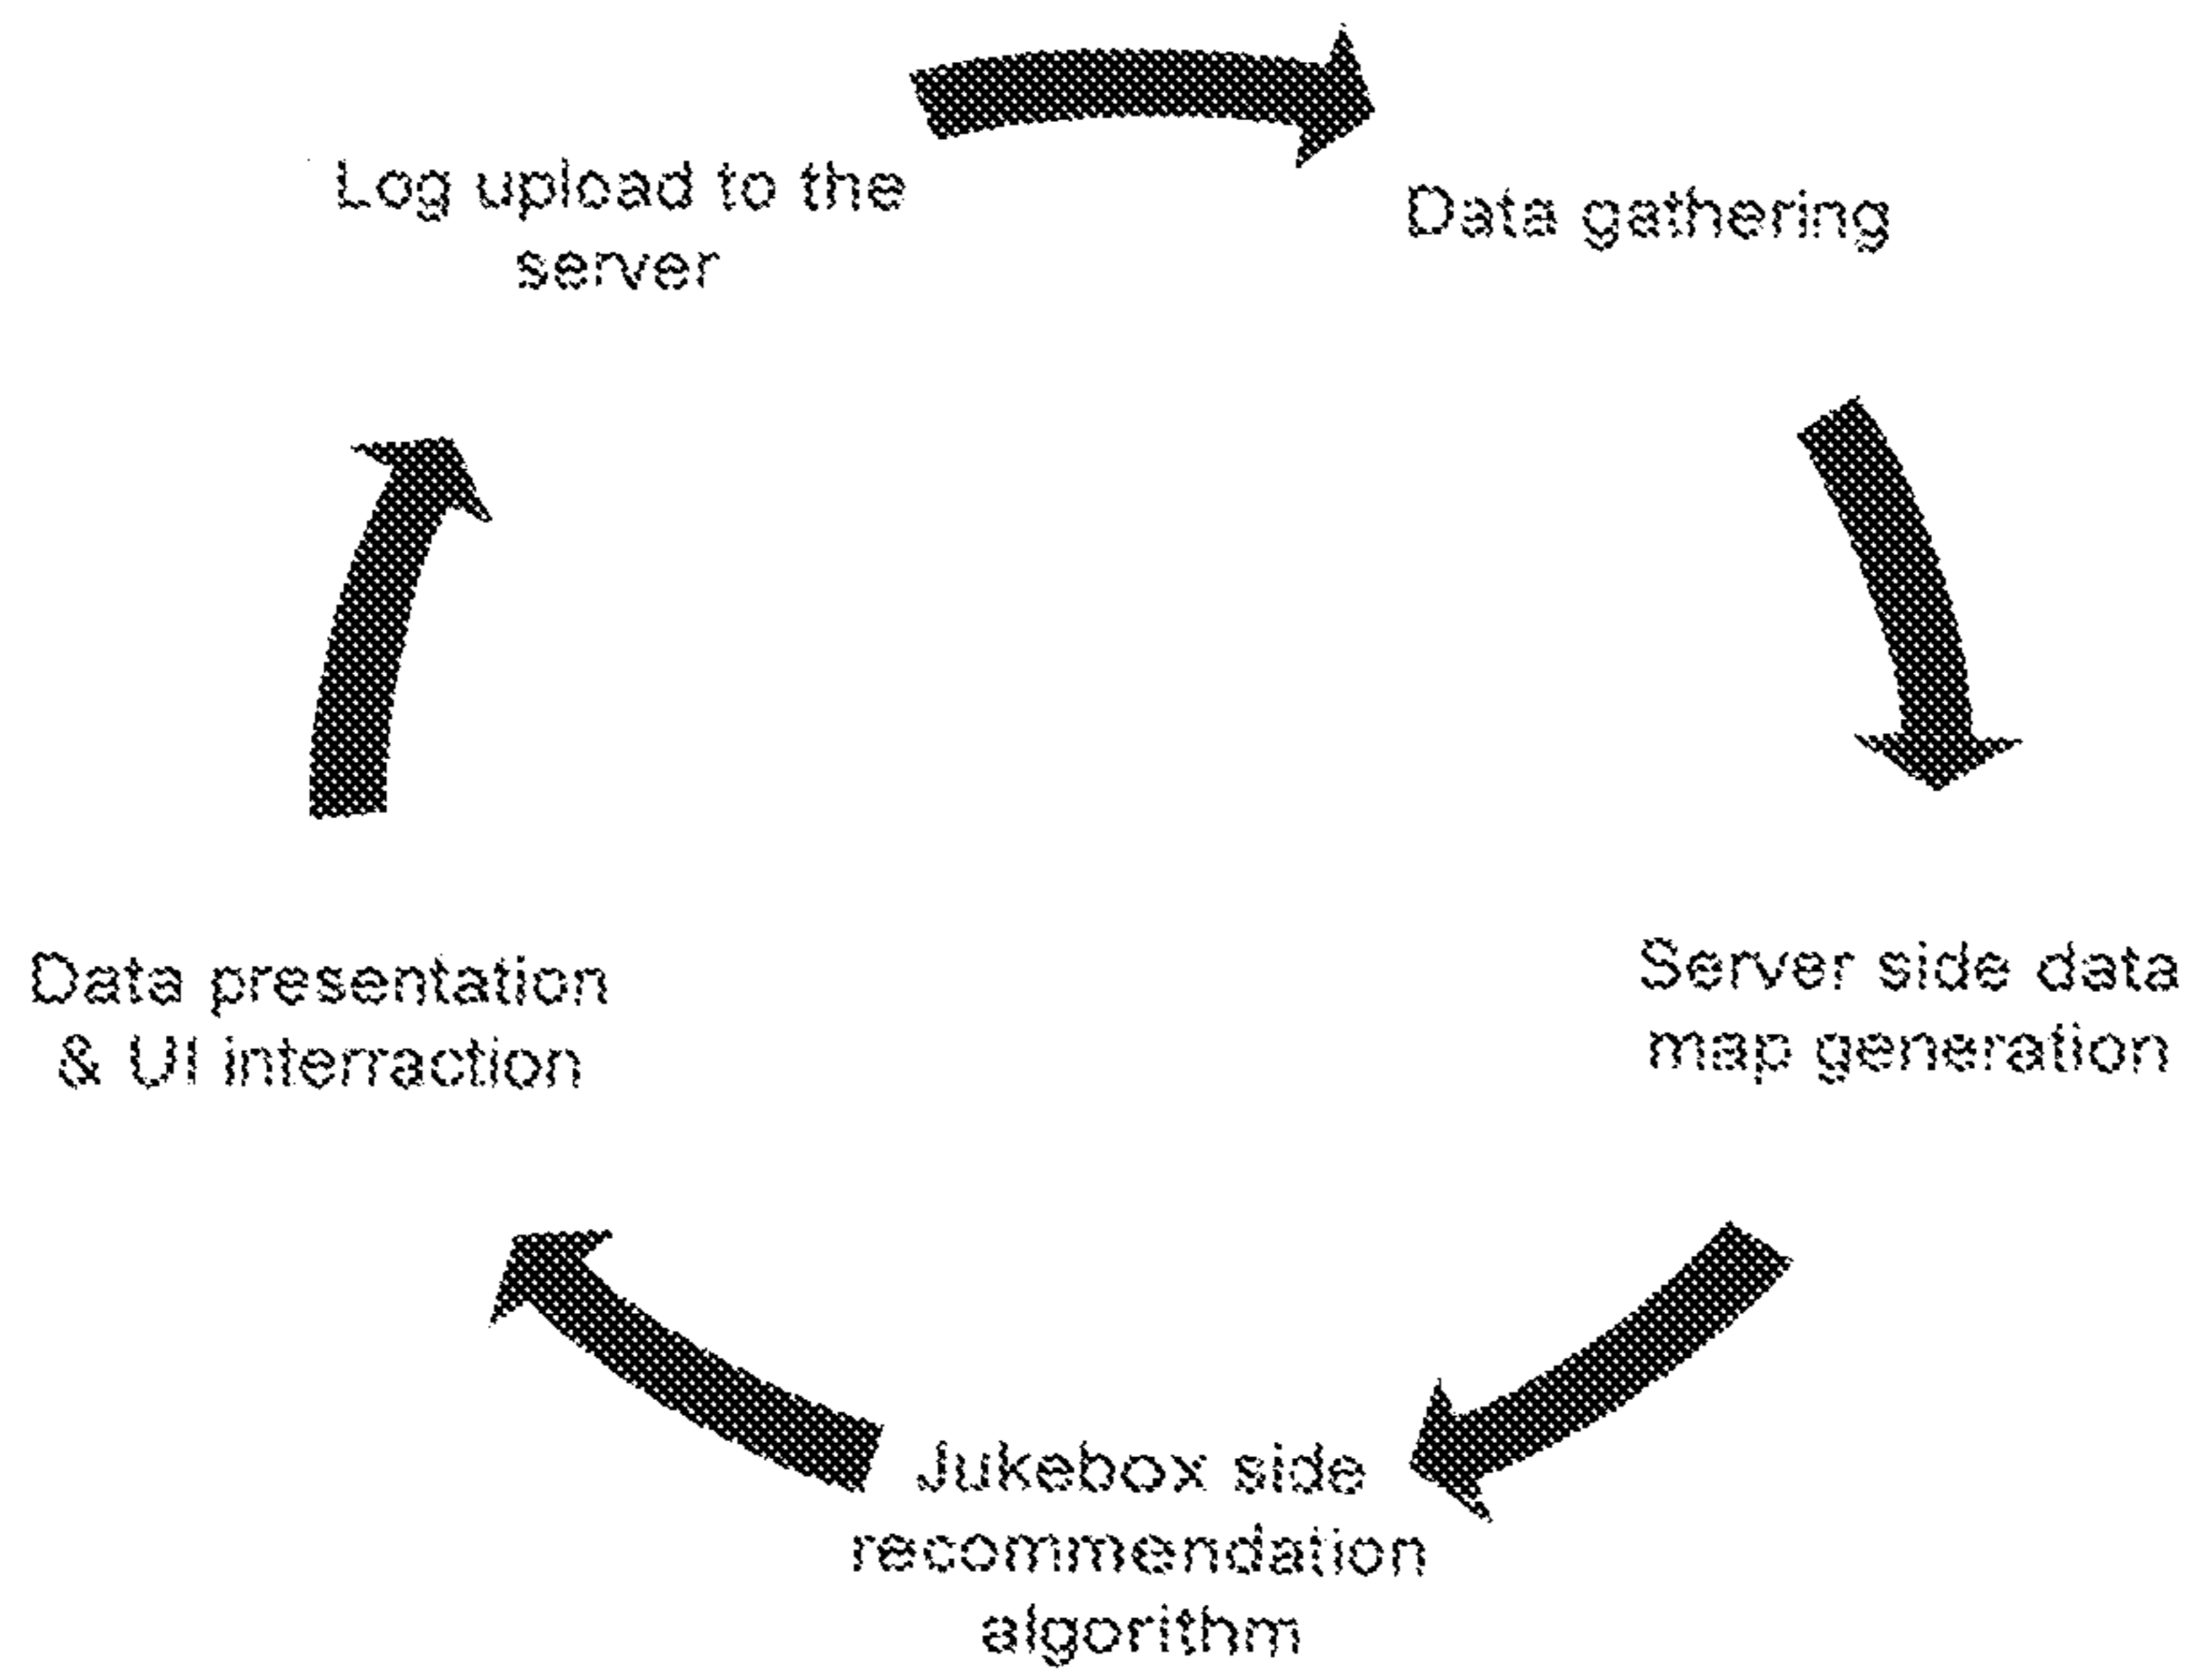 Log upload to the
server
Data gathering
Data presentation
& UI interraction
Server side data
map generation
Jukebox side
recommendation
algorithm